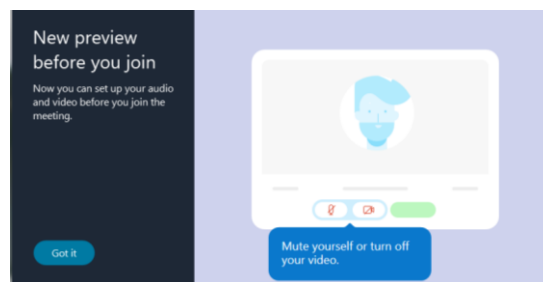 New preview
before you join
Now you can set up your audio
and video before you join the
meeting.
Got it
Mute yourself or turn off
your video.